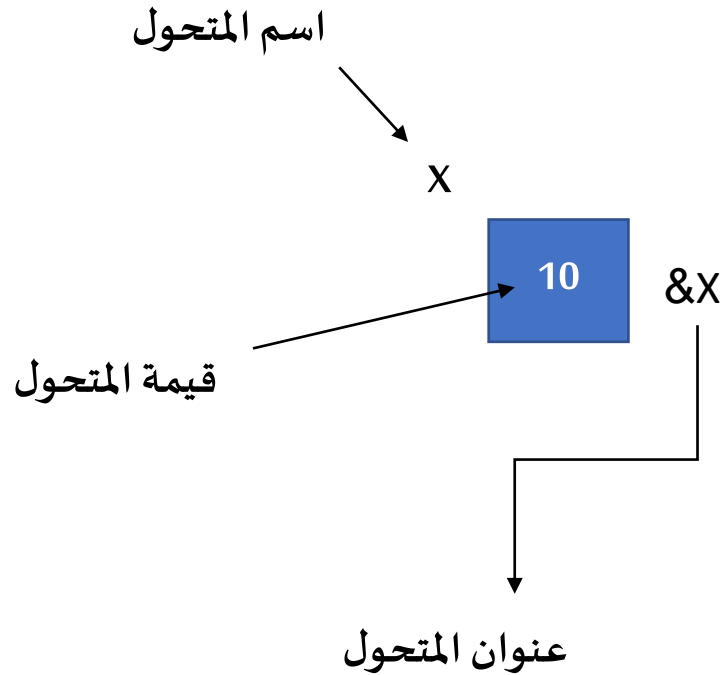 اسم المتحول
x
10
&x
قيمة المتحول
عنوان المتحول